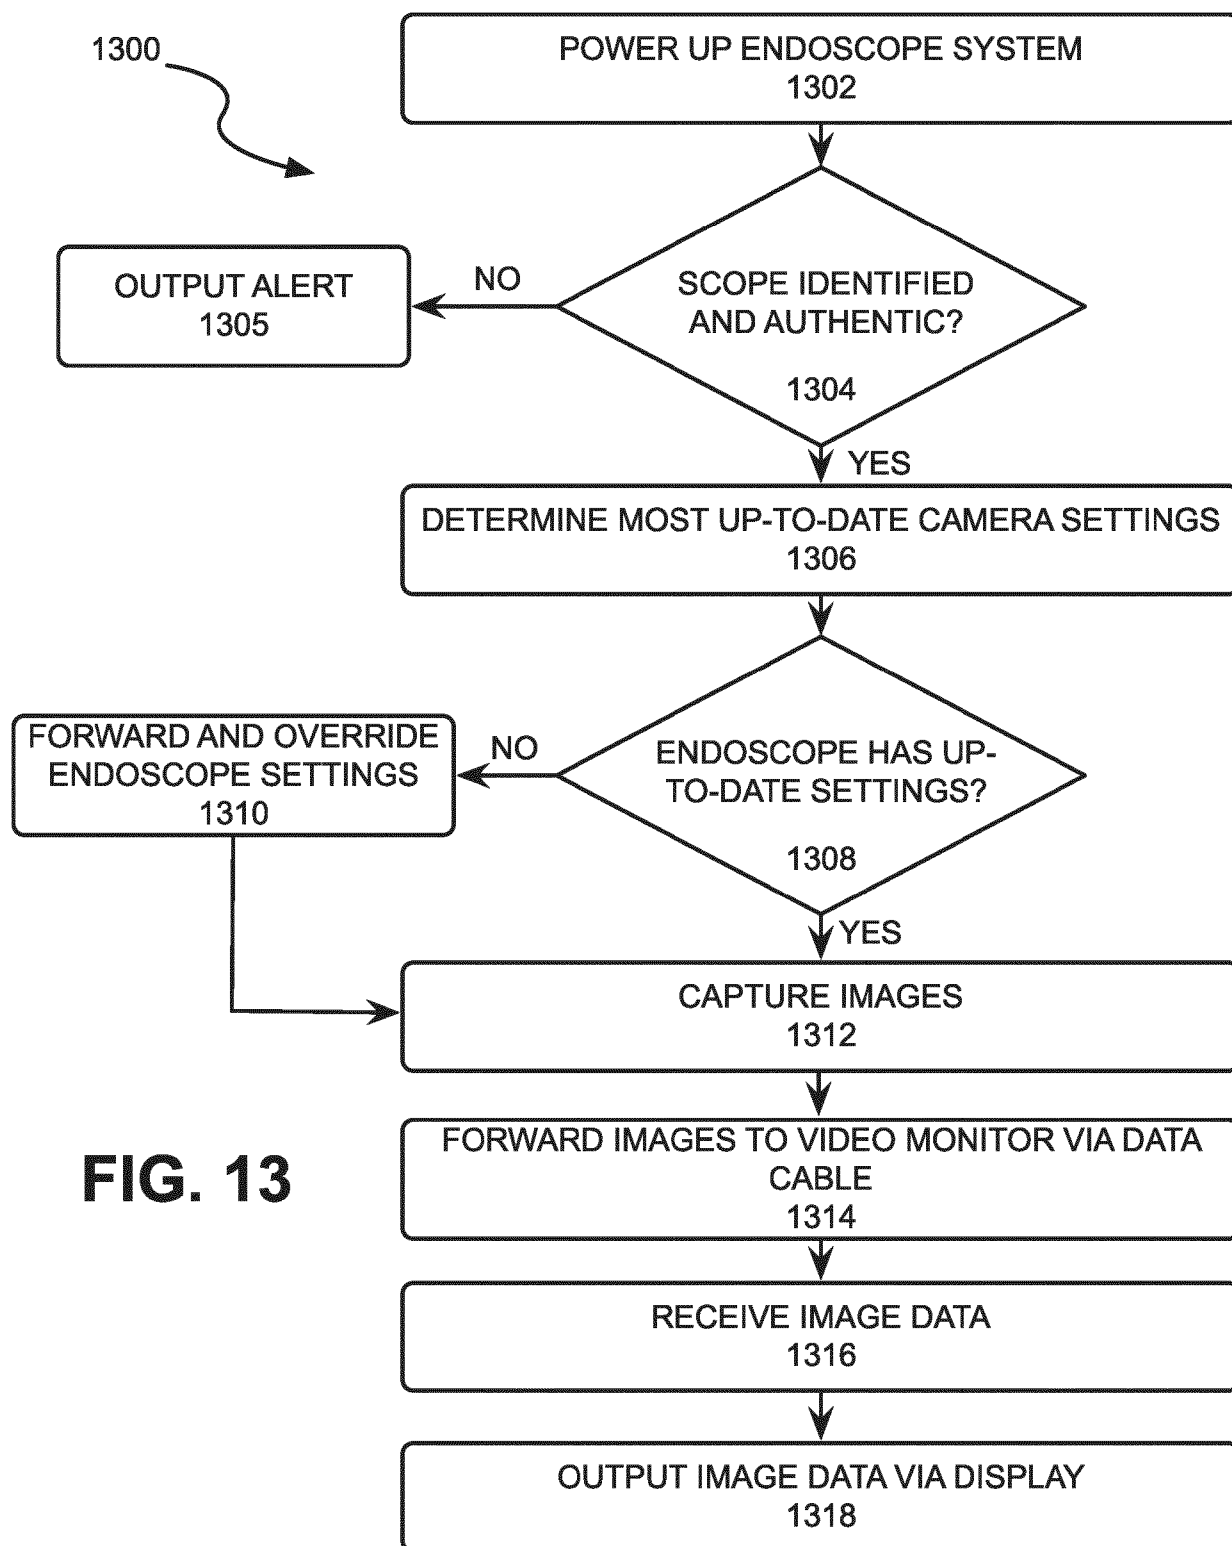 1300
POWER UP ENDOSCOPE SYSTEM
1302
SCOPE IDENTIFIED
AND AUTHENTIC?
1304
NO
OUTPUT ALERT
1305
YES
DETERMINE MOST UP-TO-DATE CAMERA SETTINGS
1306
ENDOSCOPE HAS UP-
TO-DATE SETTINGS?
1308
NO
FORWARD AND OVERRIDE
ENDOSCOPE SETTINGS
1310
YES
CAPTURE IMAGES
1312
FORWARD IMAGES TO VIDEO MONITOR VIA DATA
CABLE
1314
FIG. 13
RECEIVE IMAGE DATA
1316
OUTPUT IMAGE DATA VIA DISPLAY
1318